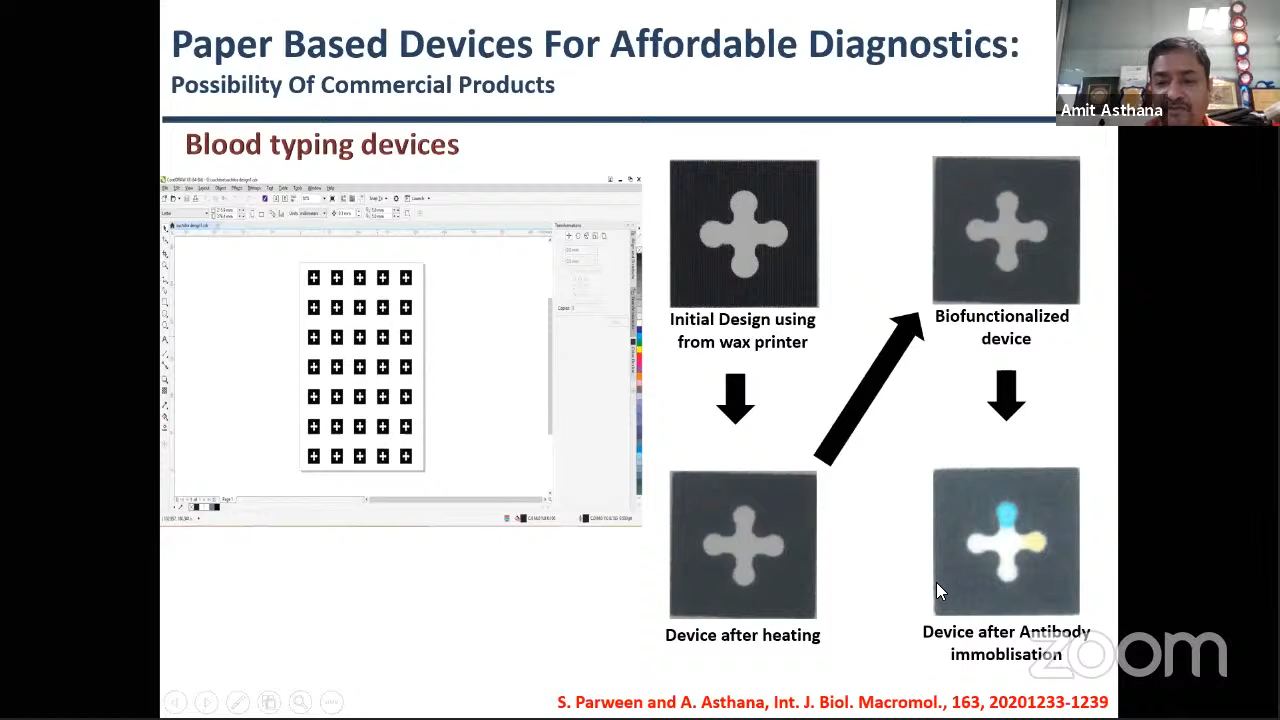 Paper Based Devices For Affordable Diagnostics:
Possibility Of Commercial Products
Amit Asthana
Blood typing devices
Initial Design using
from wax printer
Biofunctionalized
device
Device after heating
Device after Antibody
immoblisation
zoom
S. Parween and A. Asthana, Int. J. Biol. Macromol., 163, 20201233-1239